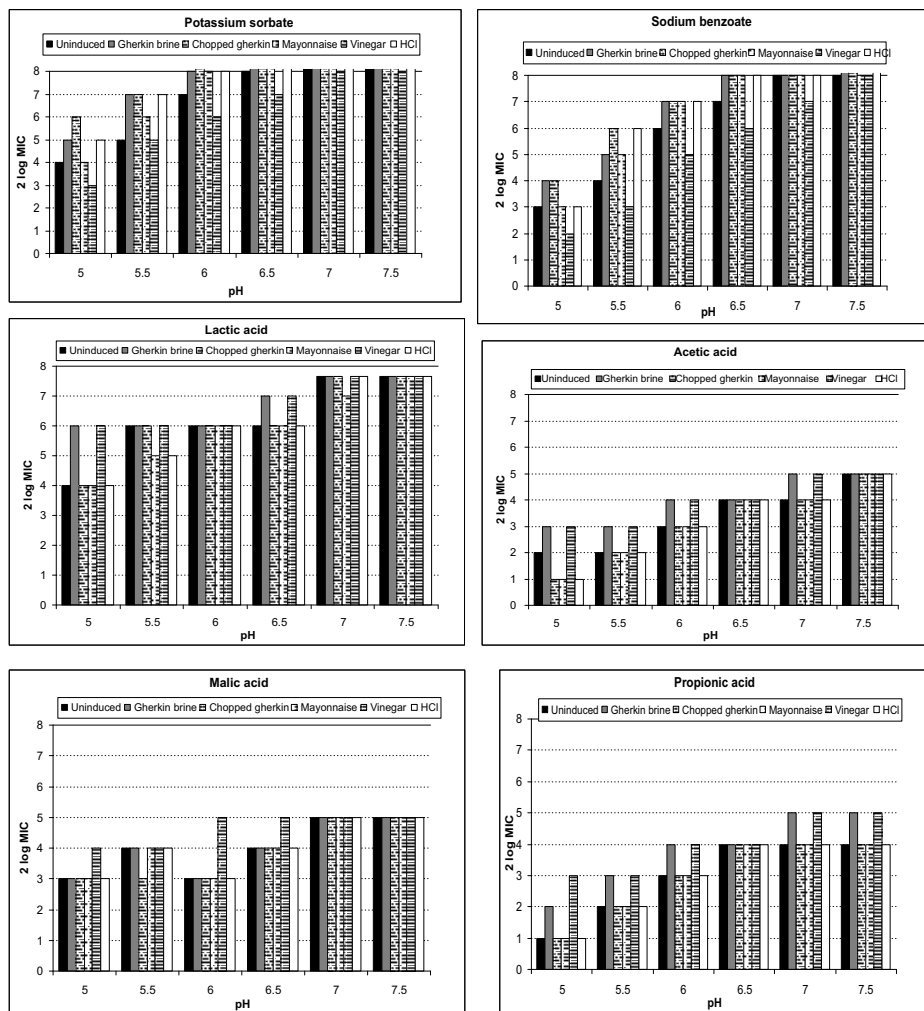 Potassium sorbate
Uninduced Gherkin brine Chopped gherkin Mayonnaise Vinegar HCl
8
7
6
5
4
3
2
1
0
2 log MIC
5 5.5 6 6.5 7 7.5
pH
Sodium benzoate
Uninduced Gherkin brine Chopped gherkin Mayonnaise Vinegar HCl
8
7
6
5
4
3
2
1
0
2 log MIC
5 5.5 6 6.5 7 7.5
pH
Lactic acid
Uninduced Gherkin brine Chopped gherkin Mayonnaise Vinegar HCl
8
7
6
5
4
3
2
1
0
2 log MIC
5 5.5 6 6.5 7 7.5
pH
Acetic acid
Uninduced Gherkin brine Chopped gherkin Mayonnaise Vinegar HCl
8
7
6
5
4
3
2
1
0
2 log MIC
5 5.5 6 6.5 7 7.5
pH
Malic acid
Uninduced Gherkin brine Chopped gherkin Mayonnaise Vinegar HCl
8
7
6
5
4
3
2
1
0
2 log MIC
5 5.5 6 6.5 7 7.5
pH
Propionic acid
Uninduced Gherkin brine Chopped gherkin Mayonnaise Vinegar HCl
8
7
6
5
4
3
2
1
0
2 log MIC
5 5.5 6 6.5 7 7.5
pH